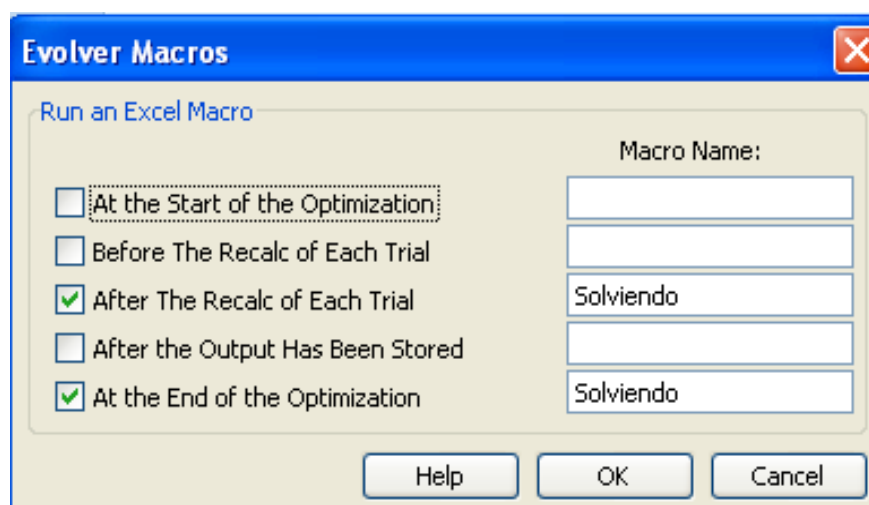 Evolver Macros
Run an Excel Macro
Macro Name:
At the Start of the Optimization
Before The Recalc of Each Trial
After The Recalc of Each Trial Solviendo
After the Output Has Been Stored
At the End of the Optimization Solviendo
Help OK Cancel